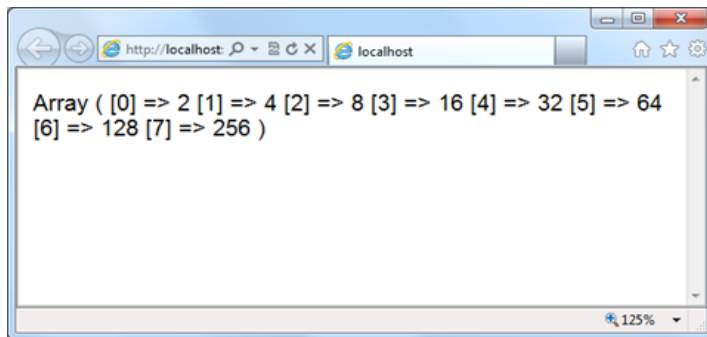 http://localhost:
localhost
Array ( [0] => 2 [1] => 4 [2] => 8 [3] => 16 [4] => 32 [5] => 64
[6] => 128 [7] => 256 )
125%